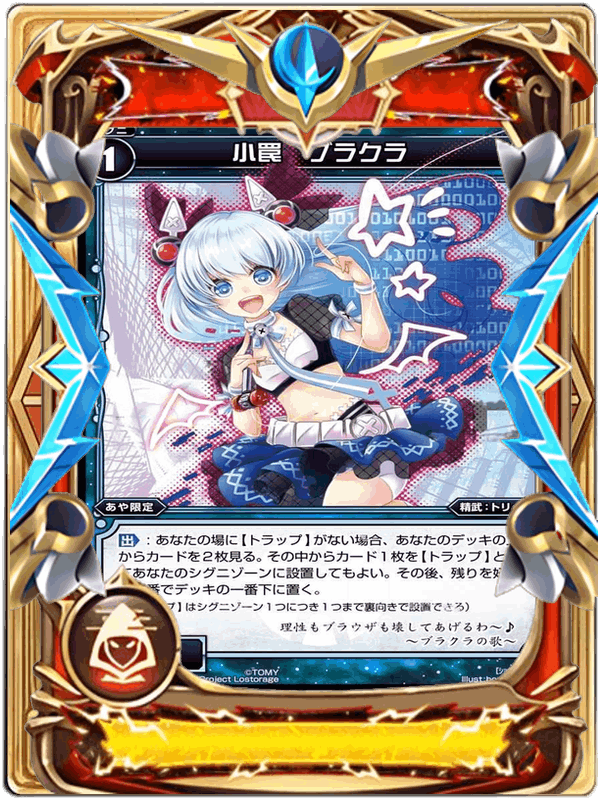 1
小罠 ブラクラ
1010010
あや限定
精武:トリ
出:あなたの場に【トラップ】がない場合、あなたのデッキの
からカードを2枚見る。その中からカード1枚を【トラップ】と
てあなたのシグニゾーンに設置してもよい。その後、残りを
番でデッキの一番下に置く。
】はシグニゾーン1つにつき1つまで裏向きで設置できる)
理性もブラウザも壊してあげるわ~♪
~ブラクラの歌~
©TOMY
Project Lostorage
Illust: